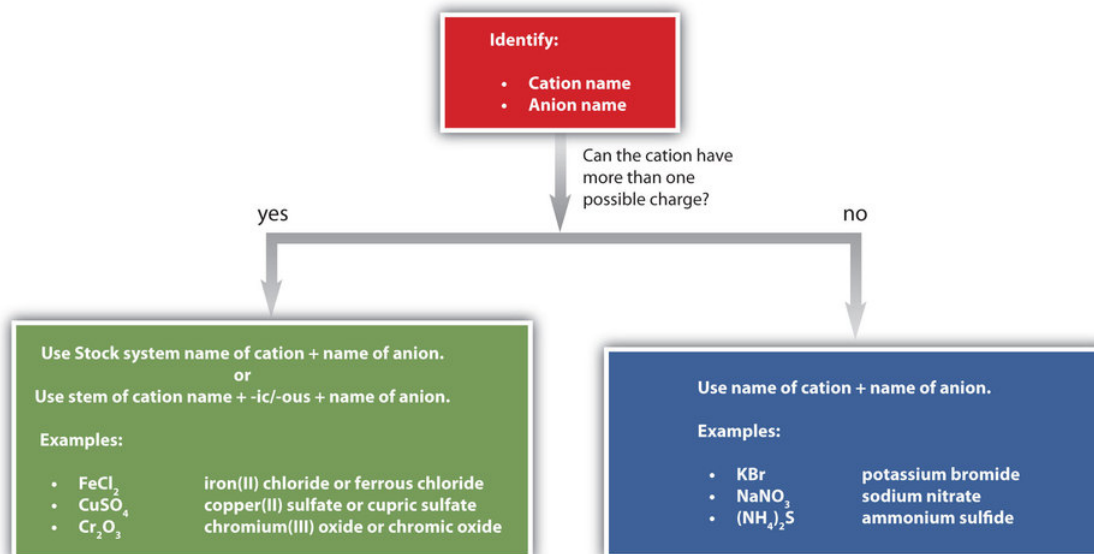 Identify:
• Cation name
• Anion name
Can the cation have
more than one
possible charge?
yes
no
Use Stock system name of cation + name of anion.
or
Use stem of cation name + -ic/-ous + name of anion.
Examples:
• FeCl₂ iron(II) chloride or ferrous chloride
• CuSO₄ copper(II) sulfate or cupric sulfate
• Cr₂O₃ chromium(III) oxide or chromic oxide
Use name of cation + name of anion.
Examples:
• KBr potassium bromide
• NaNO₃ sodium nitrate
• (NH₄)₂S ammonium sulfide